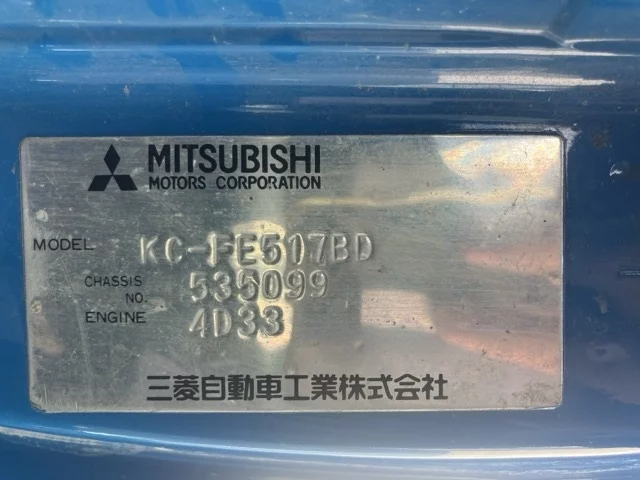 MITSUBISHI
MOTORS CORPORATION
MODEL KC-FE517BD
CHASSIS NO. 535099
ENGINE 4D33
三菱自動車工業株式会社